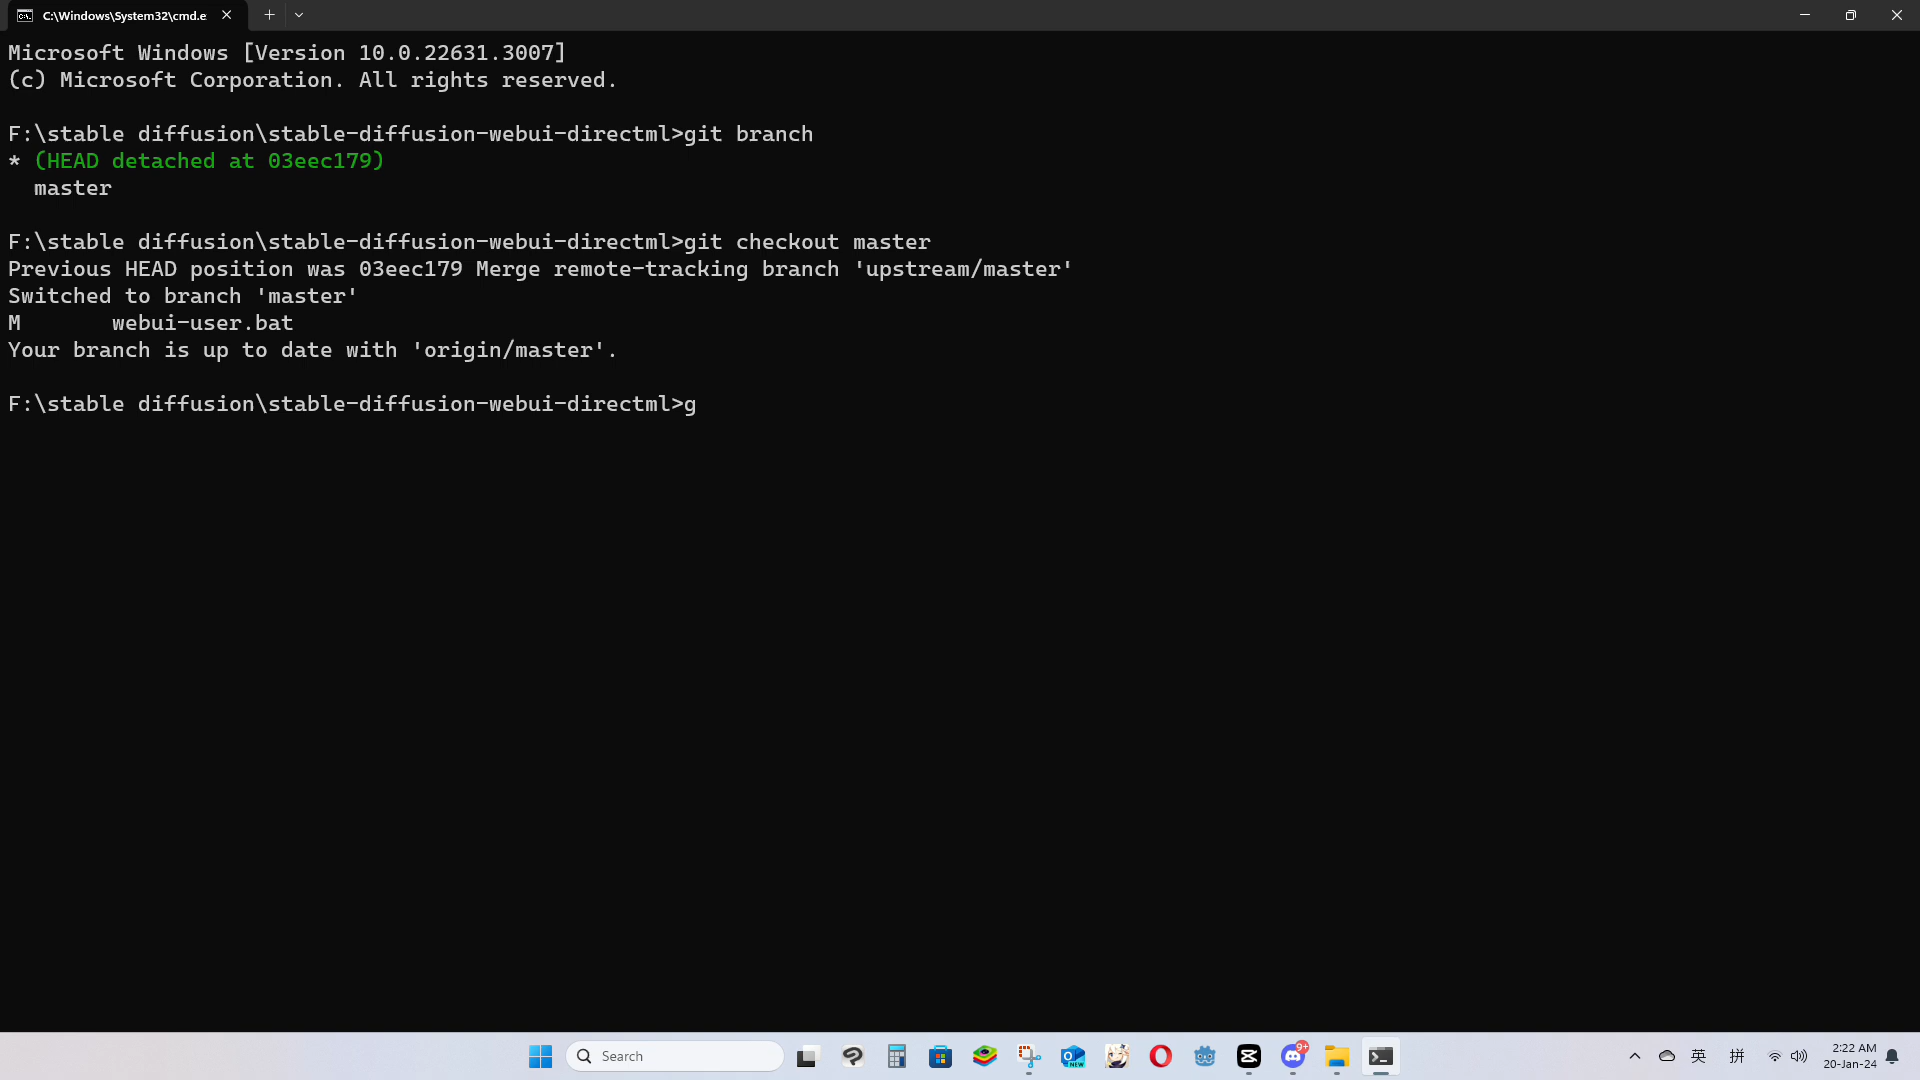 C:\Windows\System32\cmd.e
Microsoft Windows [Version 10.0.22631.3007]
(c) Microsoft Corporation. All rights reserved.
F:\stable diffusion\stable-diffusion-webui-directml>git branch
* (HEAD detached at 03eec179)
master
F:\stable diffusion\stable-diffusion-webui-directml>git checkout master
Previous HEAD position was 03eec179 Merge remote-tracking branch 'upstream/master'
Switched to branch 'master'
M webui-user.bat
Your branch is up to date with 'origin/master'.
F:\stable diffusion\stable-diffusion-webui-directml>g
Search
NEW
9+
英
拼
2:22 AM
20-Jan-24